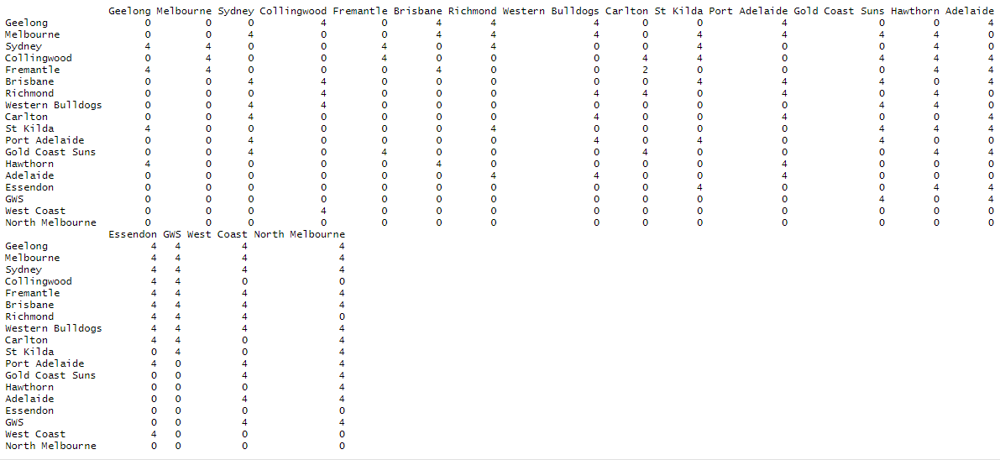 Geelong Melbourne Sydney Collingwood Fremantle Brisbane Richmond Western Bulldogs Carlton St Kilda Port Adelaide Gold Coast Suns Hawthorn Adelaide
Geelong 0 0 0 4 0 4 4 4 0 0 4 0 0 4
Melbourne 0 0 4 0 0 4 4 4 4 4 0 0 4 0
Sydney 4 4 0 0 4 0 4 0 0 4 0 0 4 0
Collingwood 0 4 0 0 4 0 0 0 4 4 0 4 4 4
Fremantle 4 4 0 0 0 4 0 0 2 0 0 0 4 4
Brisbane 0 0 4 4 0 0 0 0 0 4 4 4 0 4
Richmond 0 0 0 4 0 0 0 4 4 0 4 0 4 0
Western Bulldogs 0 0 4 4 0 0 0 0 0 0 0 4 4 0
Carlton 0 0 4 0 0 0 0 4 0 0 4 0 0 4
St Kilda 4 0 0 0 0 0 4 0 0 0 0 4 4 4
Port Adelaide 0 0 4 0 0 0 0 4 0 4 0 4 0 0
Gold Coast Suns 0 0 4 0 4 0 0 0 4 0 0 0 4 4
Hawthorn 4 0 0 0 0 4 0 0 0 0 4 0 0 0
Adelaide 0 0 0 0 0 0 4 4 0 0 4 0 0 0
Essendon 0 0 0 0 0 0 0 0 0 4 0 0 4 4
GWS 0 0 0 0 0 0 0 0 0 0 0 4 0 4
West Coast 0 0 0 4 0 0 0 0 0 0 0 0 0 0
North Melbourne 0 0 0 0 0 0 0 0 0 0 0 0 0 0
Essendon GWS West Coast North Melbourne
Geelong 4 4 4 4
Melbourne 4 4 4 4
Sydney 4 4 4 4
Collingwood 4 4 0 0
Fremantle 4 4 4 4
Brisbane 4 4 4 4
Richmond 4 4 4 0
Western Bulldogs 4 4 4 4
Carlton 4 4 0 4
St Kilda 0 4 0 4
Port Adelaide 4 0 4 4
Gold Coast Suns 0 0 4 4
Hawthorn 0 0 0 4
Adelaide 0 0 4 4
Essendon 0 0 0 0
GWS 0 0 4 4
West Coast 4 0 0 0
North Melbourne 0 0 0 0